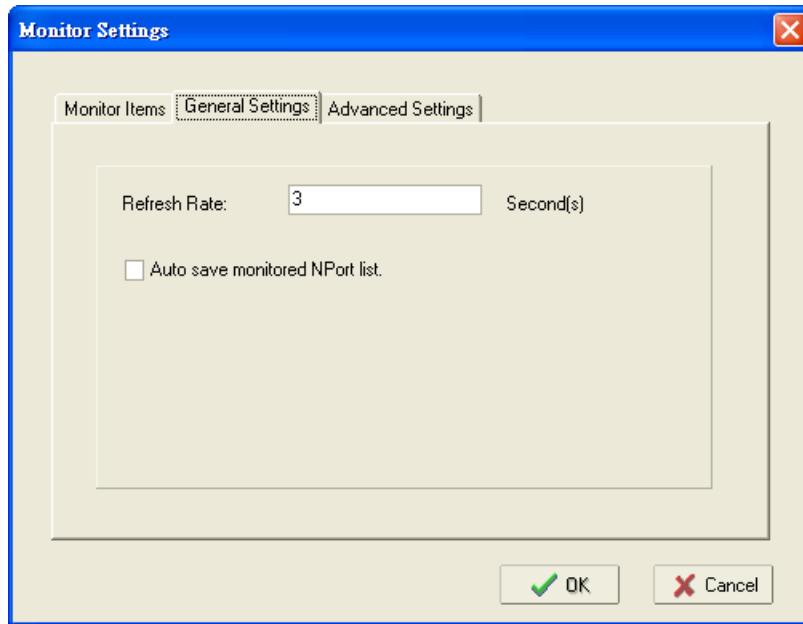 Monitor Settings
Monitor Items General Settings Advanced Settings
Refresh Rate: 3 Second(s)
Auto save monitored NPort list.
OK Cancel